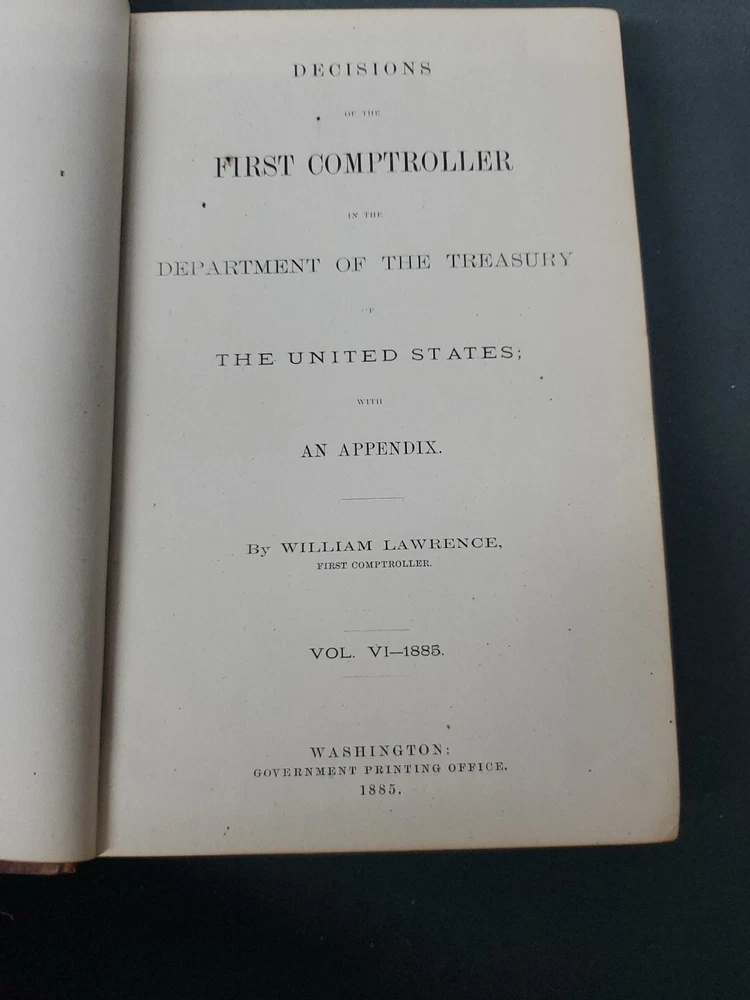 DECISIONS
OF THE
FIRST COMPTROLLER
IN THE
DEPARTMENT OF THE TREASURY
OF
THE UNITED STATES;
WITH
AN APPENDIX.
By WILLIAM LAWRENCE,
FIRST COMPTROLLER.
VOL. VI—1885.
WASHINGTON:
GOVERNMENT PRINTING OFFICE.
1885.